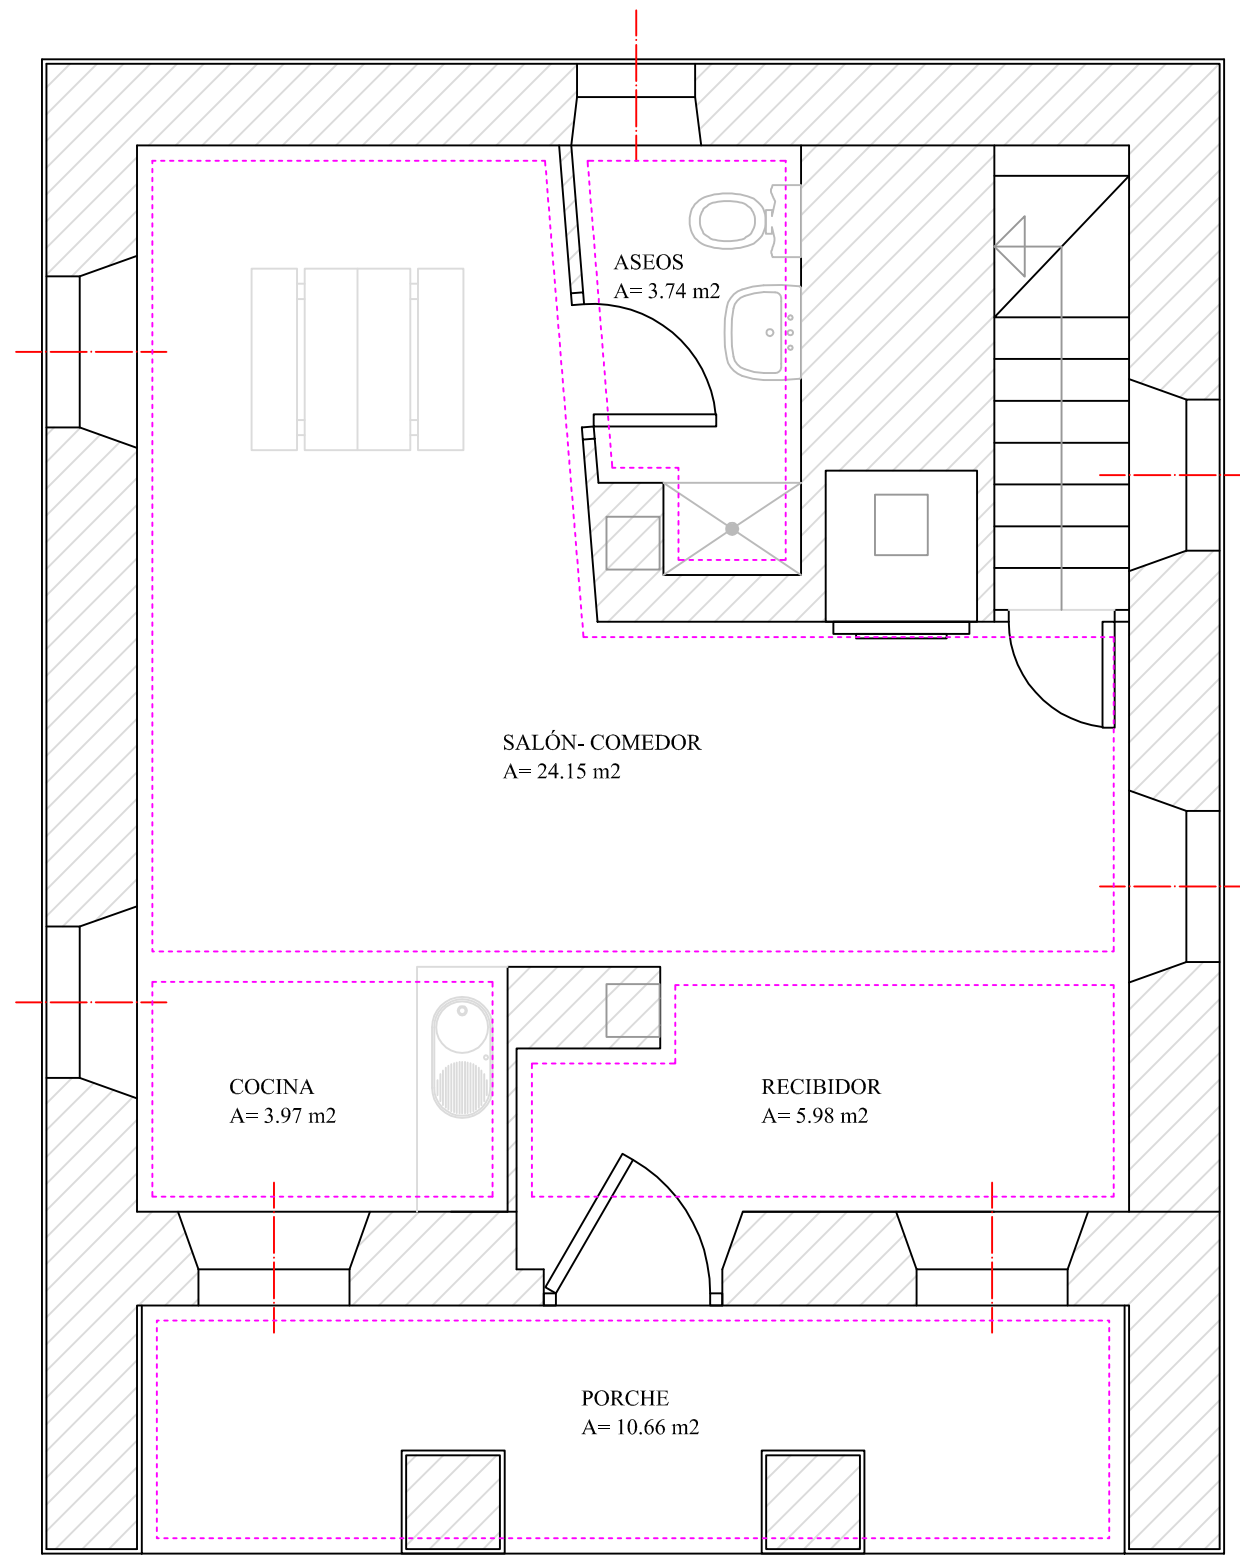 ASEOS
A= 3.74 m2
SALÓN- COMEDOR
A= 24.15 m2
COCINA
A= 3.97 m2
RECIBIDOR
A= 5.98 m2
PORCHE
A= 10.66 m2